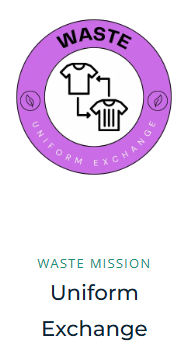 WASTE
UNIFORM EXCHANGE
WASTE MISSION
Uniform
Exchange